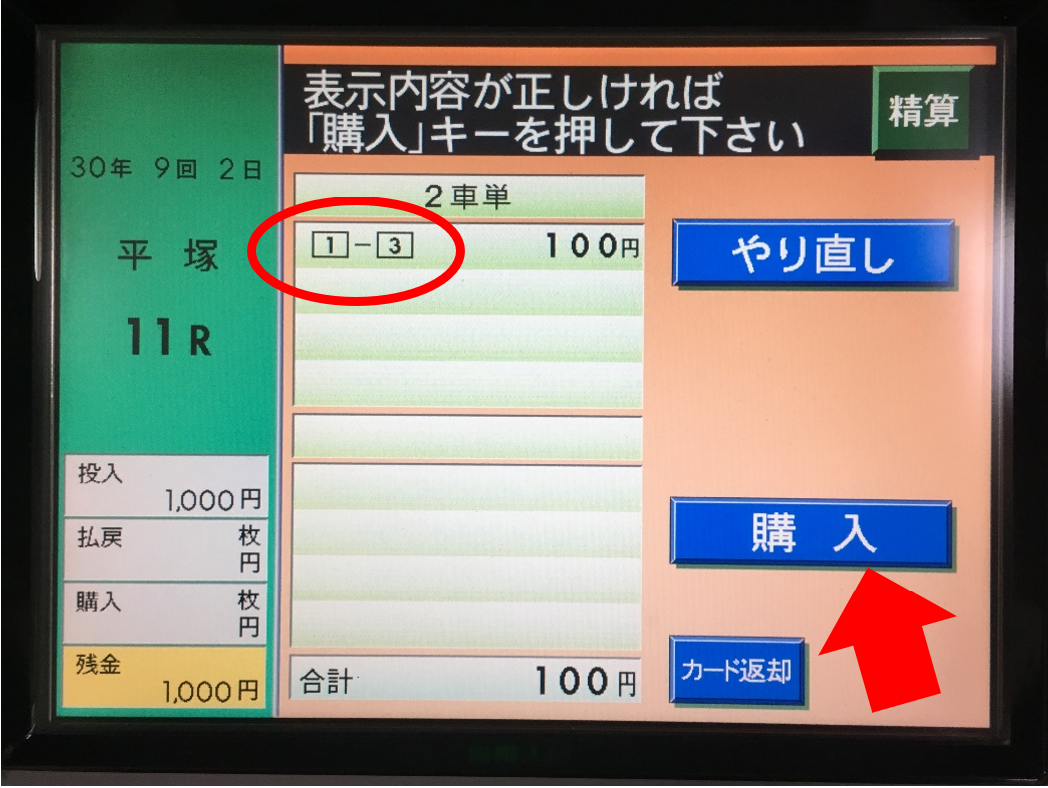 表示内容が正しければ
「購入」キーを押して下さい
精算
30年 9回 2日
平 塚
11R
2車単
1-3 100円
やり直し
購 入
投入
1,000円
払戻 枚
円
購入 枚
円
残金
1,000円
合計 100円
カード返却